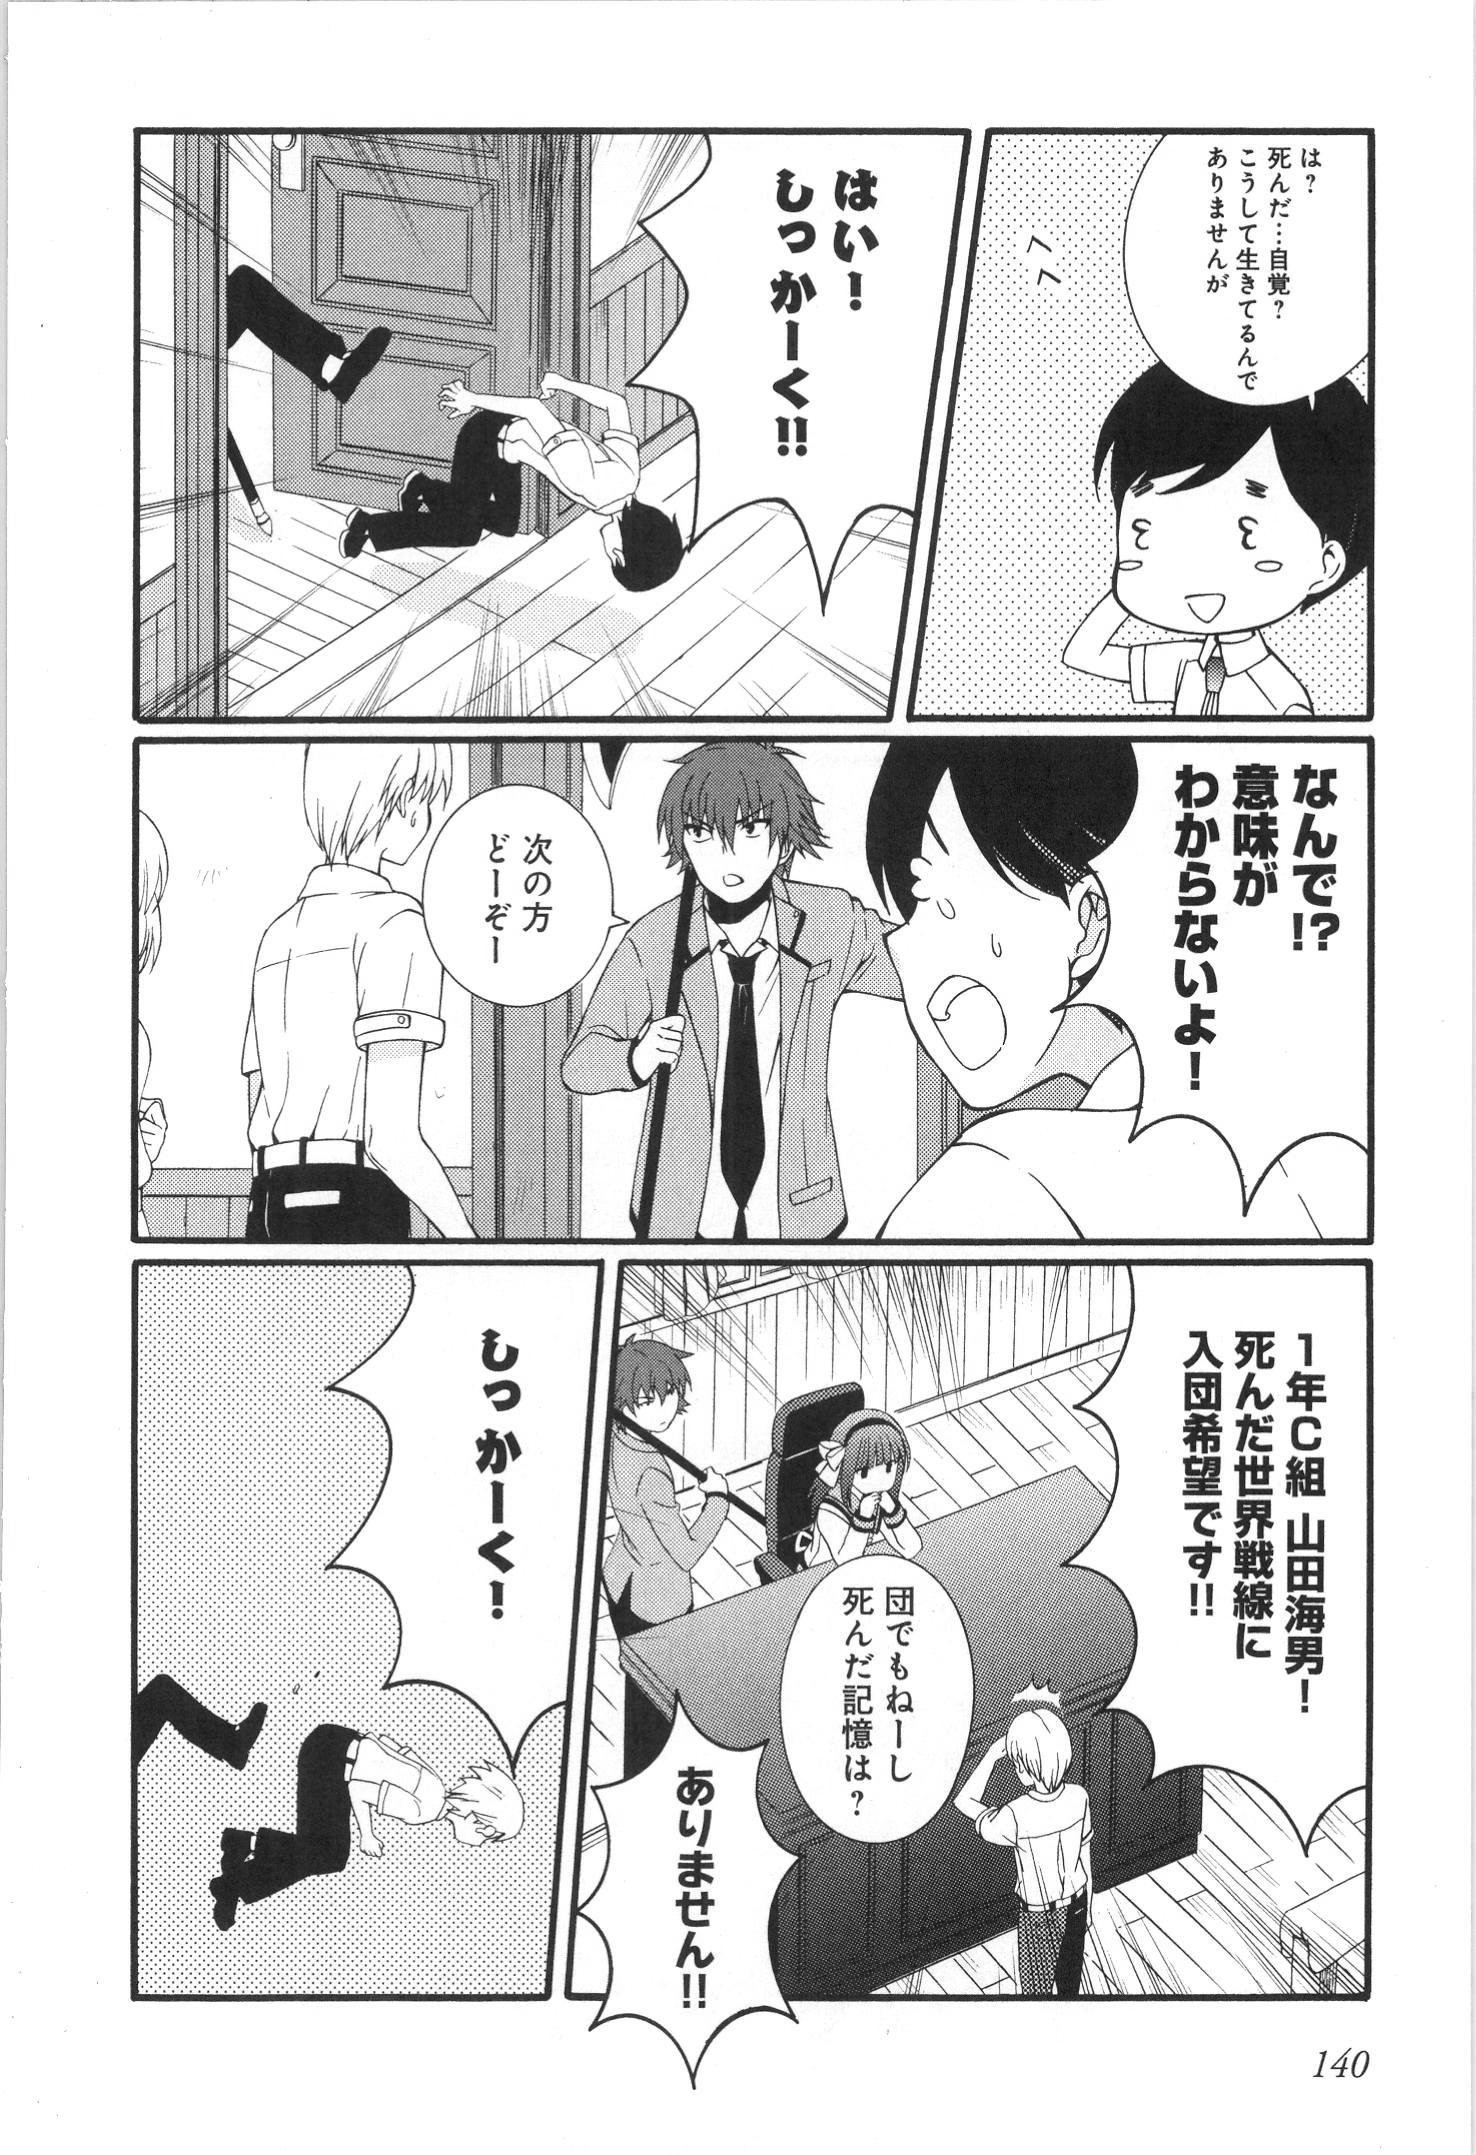 は?
死んだ…自覚?
こうして生きてるんで
ありませんが
はい!
しっかーく!!
なんで!?
意味が
わからないよ!
次の方
どーぞー
1年C組 山田海男!
死んだ世界戦線に
入団希望です!!
団でもねーし
死んだ記憶は?
ありません!!
しっかーく!
140